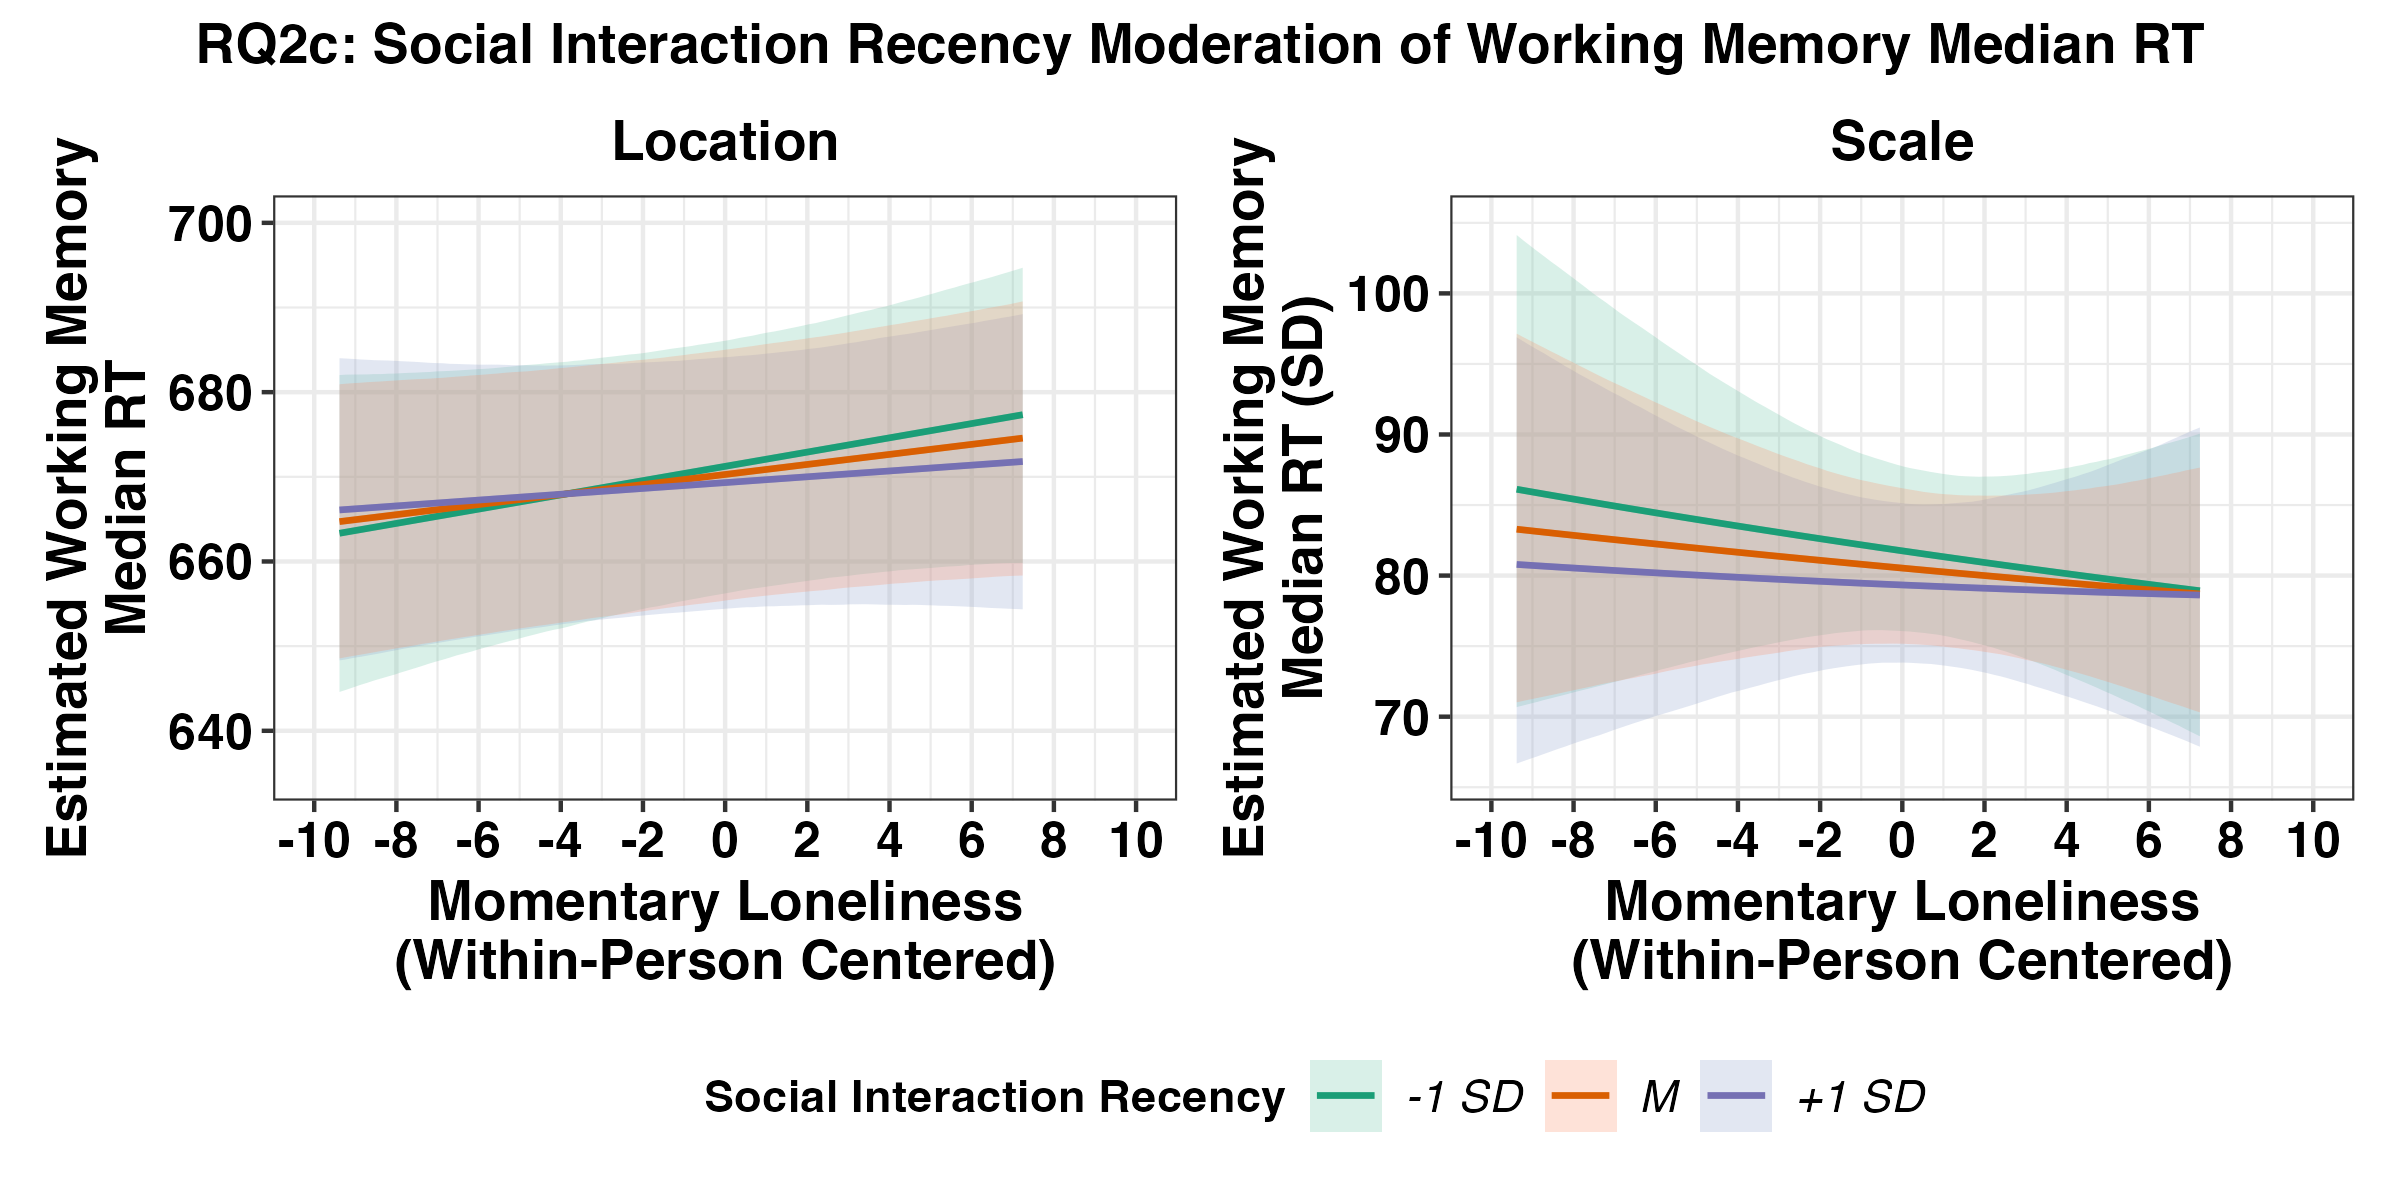 RQ2c: Social Interaction Recency Moderation of Working Memory Median RT
Location
Estimated Working Memory
Median RT
700
680
660
640
-10 -8 -6 -4 -2 0 2 4 6 8 10
Momentary Loneliness
(Within-Person Centered)
Scale
Estimated Working Memory
Median RT (SD)
100
90
80
70
-10 -8 -6 -4 -2 0 2 4 6 8 10
Momentary Loneliness
(Within-Person Centered)
Social Interaction Recency -1 SD M +1 SD